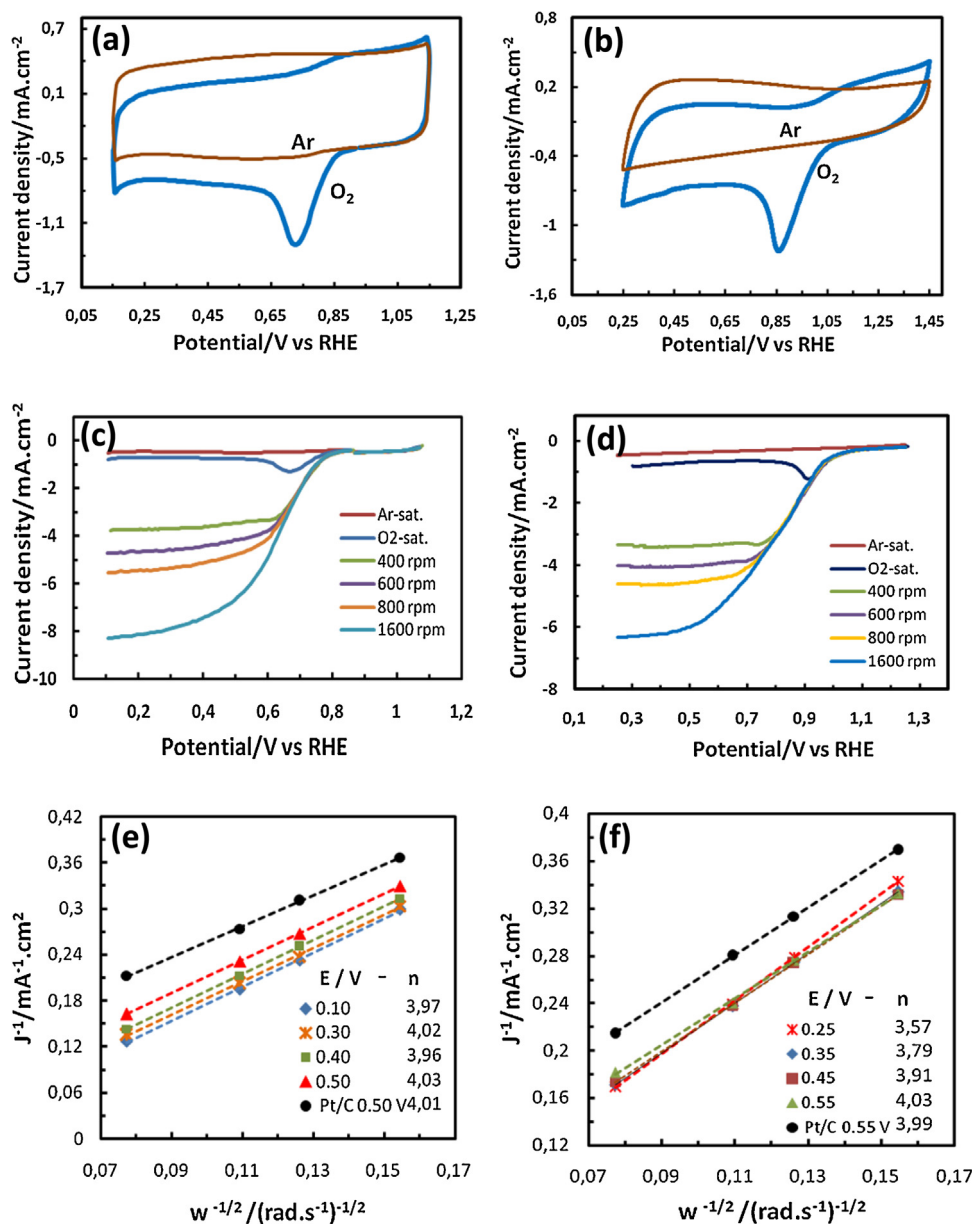 (a)
Current density/mA.cm-2
0,7
0,1
-0,5
-1,1
-1,7
Ar
O2
0,05 0,25 0,45 0,65 0,85 1,05 1,25
Potential/V vs RHE
(b)
Current density/mA.cm-2
0,8
0,2
-0,4
-1
-1,6
Ar
O2
0,05 0,25 0,45 0,65 0,85 1,05 1,25 1,45
Potential/V vs RHE
(c)
Current density/mA.cm-2
0
-2
-4
-6
-8
-10
Ar-sat.
O2-sat.
400 rpm
600 rpm
800 rpm
1600 rpm
0 0,2 0,4 0,6 0,8 1 1,2
Potential/V vs RHE
(d)
Current density/mA.cm-2
0
-2
-4
-6
-8
Ar-sat.
O2-sat.
400 rpm
600 rpm
800 rpm
1600 rpm
0,1 0,3 0,5 0,7 0,9 1,1 1,3
Potential/V vs RHE
(e)
J-1/mA-1.cm2
0,42
0,36
0,3
0,24
0,18
0,12
0,06
0
E / V – n
0.10 3,97
0.30 4,02
0.40 3,96
0.50 4,03
Pt/C 0.50 V 4,01
0,07 0,09 0,11 0,13 0,15 0,17
w -1/2 /(rad.s-1)-1/2
(f)
J-1/mA-1.cm2
0,4
0,36
0,32
0,28
0,24
0,2
0,16
0,12
E / V – n
0.25 3,57
0.35 3,79
0.45 3,91
0.55 4,03
Pt/C 0.55 V 3,99
0,07 0,09 0,11 0,13 0,15 0,17
w -1/2 /(rad.s-1)-1/2